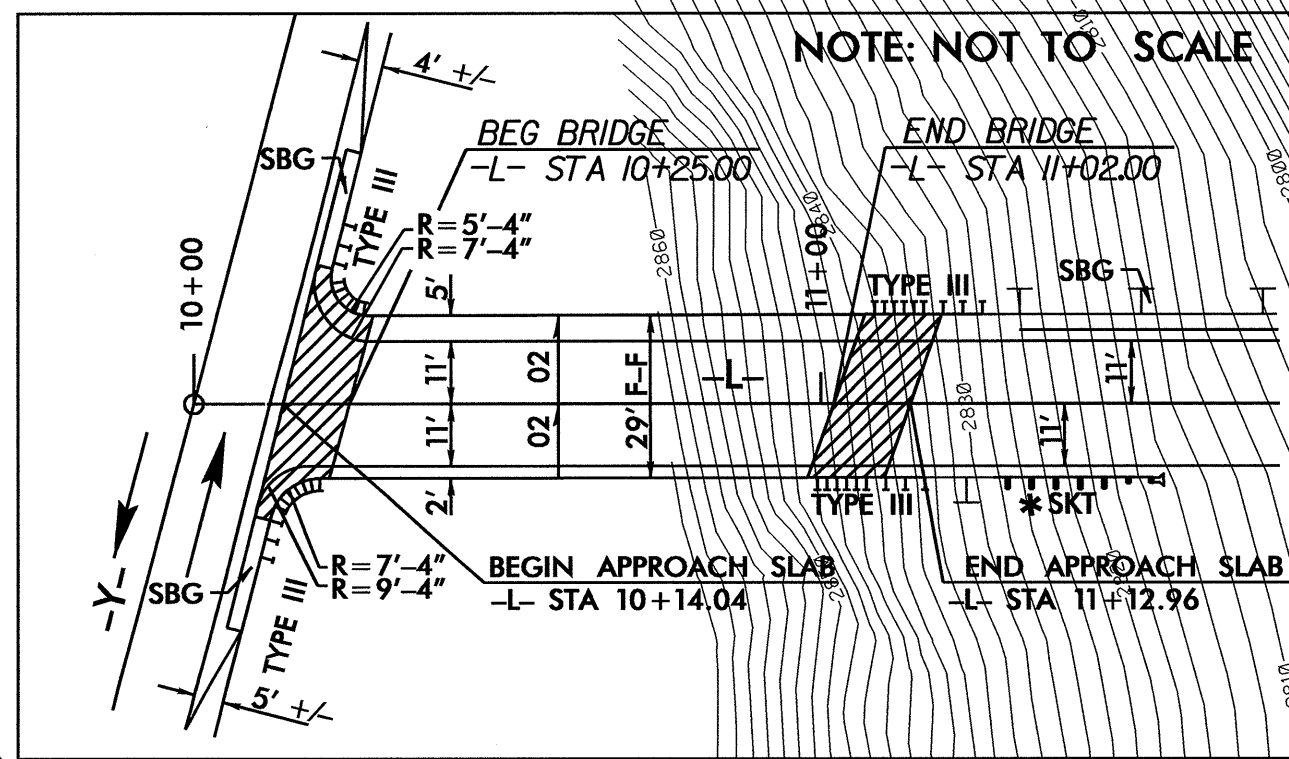 NOTE: NOT TO SCALE
2810
4' +/-
BEG BRIDGE
-L- STA 10+25.00
END BRIDGE
-L- STA 11+02.00
SBG
TYPE III
2800
2840
R=5'-4"
R=7'-4"
10+00
2860
11+00
5'
TYPE III
SBG
11'
02
29' F-F
-L-
11'
11'
02
2830
11'
2'
TYPE III
* SKT
-Y-
SBG
R=7'-4"
R=9'-4"
BEGIN APPROACH SLAB
-L- STA 10+14.04
END APPROACH SLAB
-L- STA 11+12.96
TYPE III
5' +/-
2810